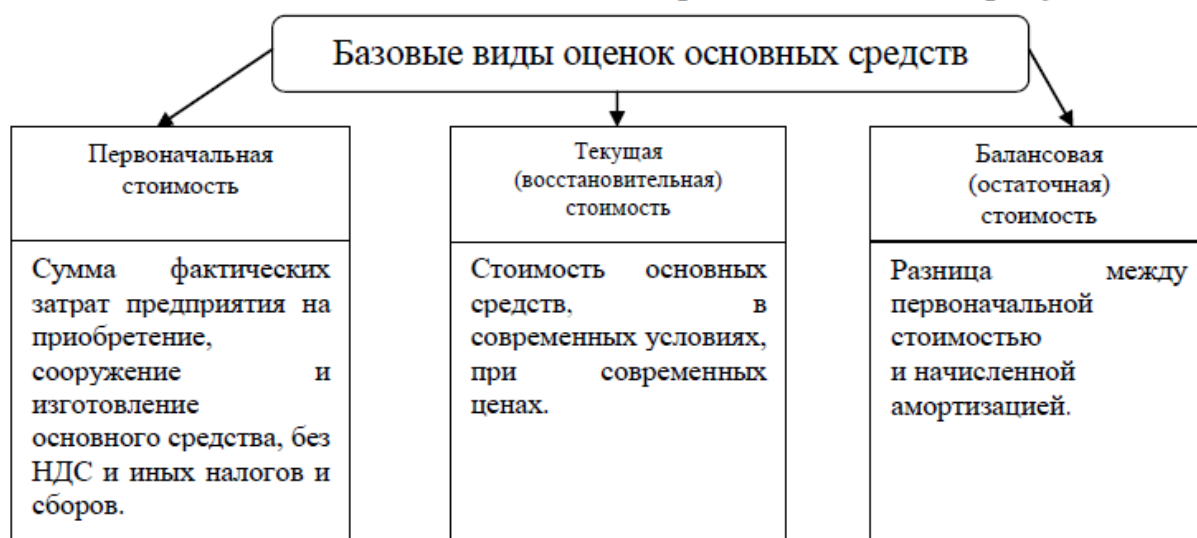 Базовые виды оценок основных средств
Первоначальная
стоимость
Сумма фактических
затрат предприятия на
приобретение,
сооружение и
изготовление
основного средства, без
НДС и иных налогов и
сборов.
Текущая
(восстановительная)
стоимость
Стоимость основных
средств, в
современных условиях,
при современных
ценах.
Балансовая
(остаточная)
стоимость
Разница между
первоначальной
стоимостью
и начисленной
амортизацией.